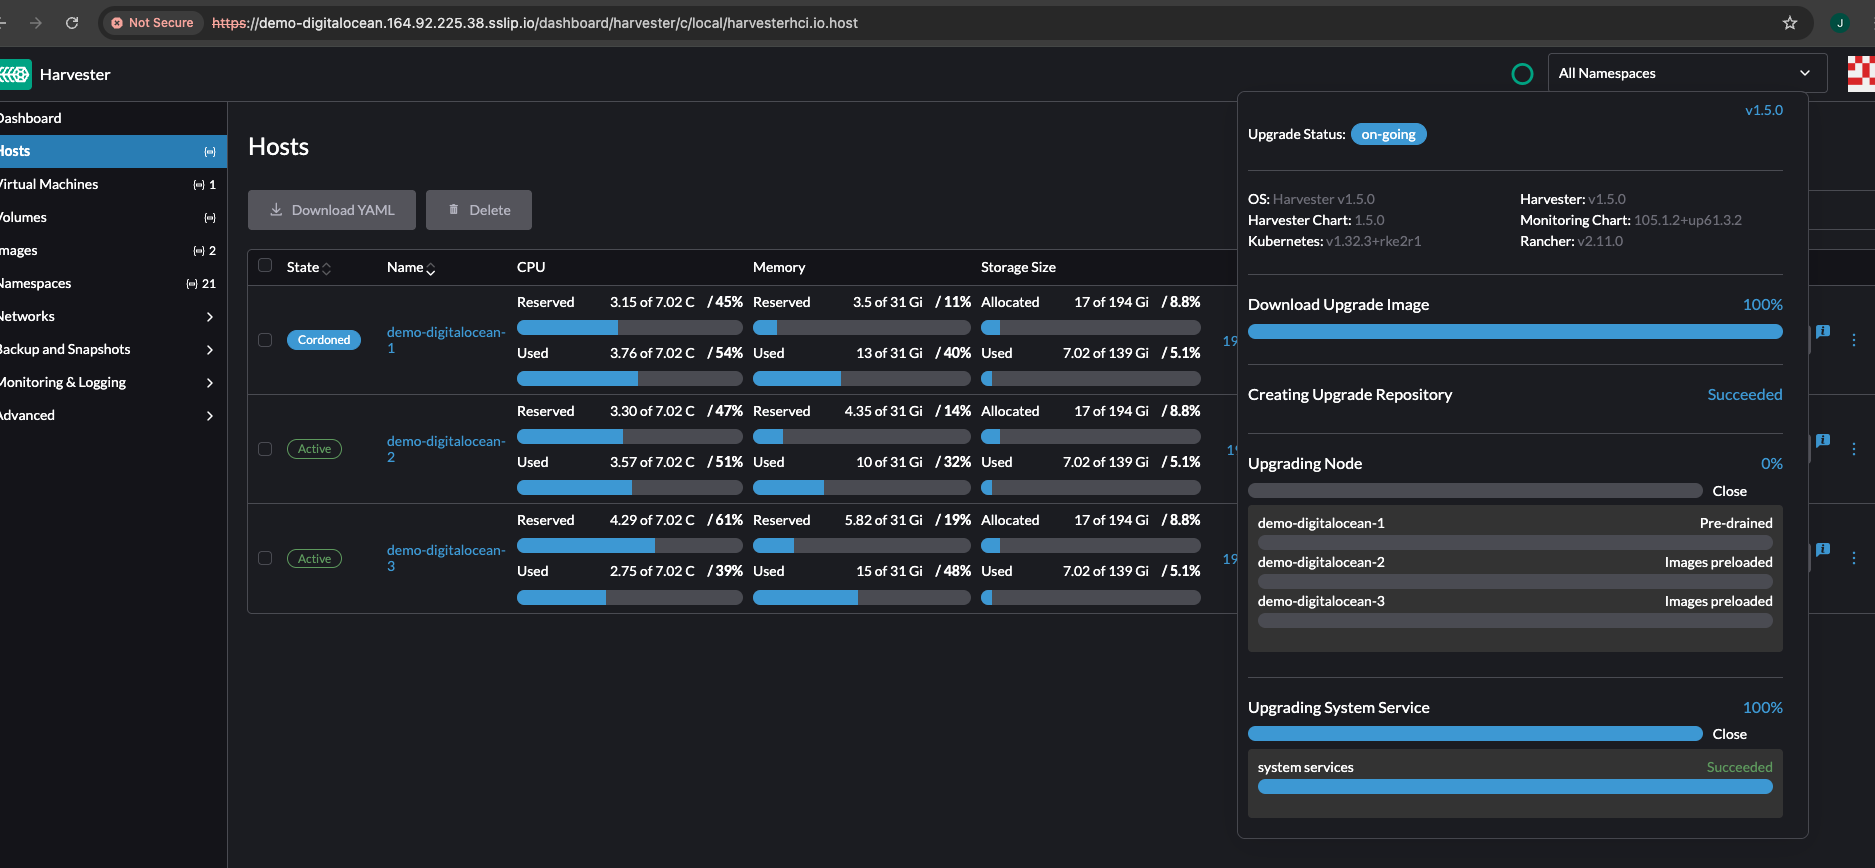 Not Secure https://demo-digitalocean.164.92.225.38.sslip.io/dashboard/harvester/c/local/harvesterhci.io.host J
Harvester All Namespaces
Dashboard
Hosts
Virtual Machines 1
Volumes
Images 2
Namespaces 21
Networks
Backup and Snapshots
Monitoring & Logging
Advanced
Hosts
Download YAML Delete
State Name CPU Memory Storage Size
Cordoned demo-digitalocean-
1
Reserved 3.15 of 7.02 C / 45% Reserved 3.5 of 31 Gi / 11% Allocated 17 of 194 Gi / 8.8%
Used 3.76 of 7.02 C / 54% Used 13 of 31 Gi / 40% Used 7.02 of 139 Gi / 5.1%
19
Active demo-digitalocean-
2
Reserved 3.30 of 7.02 C / 47% Reserved 4.35 of 31 Gi / 14% Allocated 17 of 194 Gi / 8.8%
Used 3.57 of 7.02 C / 51% Used 10 of 31 Gi / 32% Used 7.02 of 139 Gi / 5.1%
19
Active demo-digitalocean-
3
Reserved 4.29 of 7.02 C / 61% Reserved 5.82 of 31 Gi / 19% Allocated 17 of 194 Gi / 8.8%
Used 2.75 of 7.02 C / 39% Used 15 of 31 Gi / 48% Used 7.02 of 139 Gi / 5.1%
19
v1.5.0
Upgrade Status: on-going
OS: Harvester v1.5.0 Harvester: v1.5.0
Harvester Chart: 1.5.0 Monitoring Chart: 105.1.2+up61.3.2
Kubernetes: v1.32.3+rke2r1 Rancher: v2.11.0
Download Upgrade Image 100%
Creating Upgrade Repository Succeeded
Upgrading Node 0%
Close
demo-digitalocean-1 Pre-drained
demo-digitalocean-2 Images preloaded
demo-digitalocean-3 Images preloaded
Upgrading System Service 100%
Close
system services Succeeded